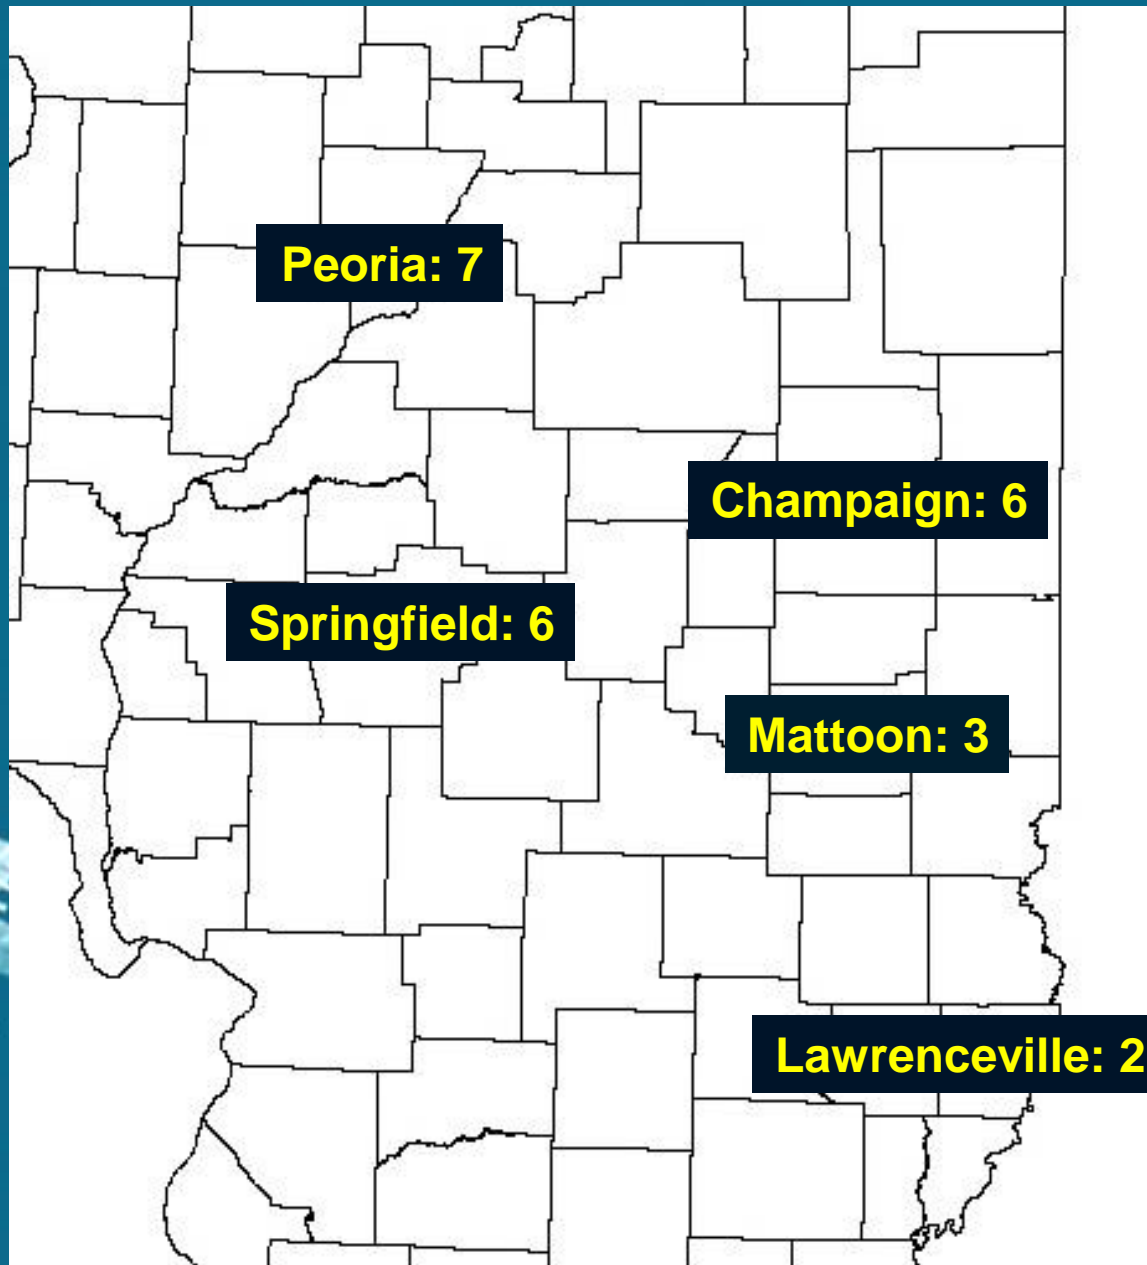 Peoria: 7
Champaign: 6
Springfield: 6
Mattoon: 3
Lawrenceville: 2